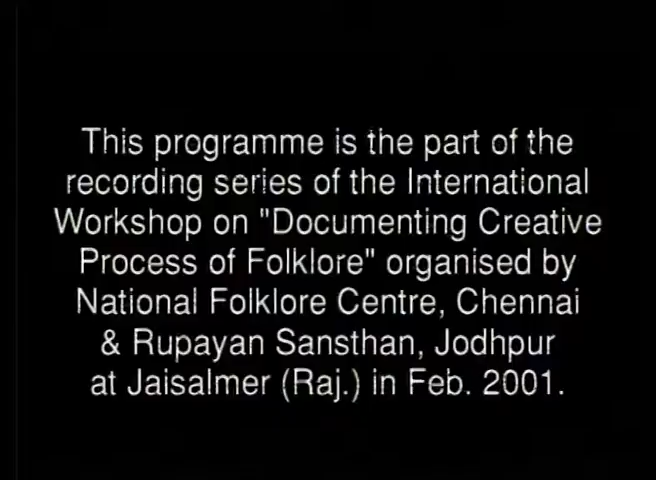 This programme is the part of the
recording series of the International
Workshop on "Documenting Creative
Process of Folklore" organised by
National Folklore Centre, Chennai
& Rupayan Sansthan, Jodhpur
at Jaisalmer (Raj.) in Feb. 2001.